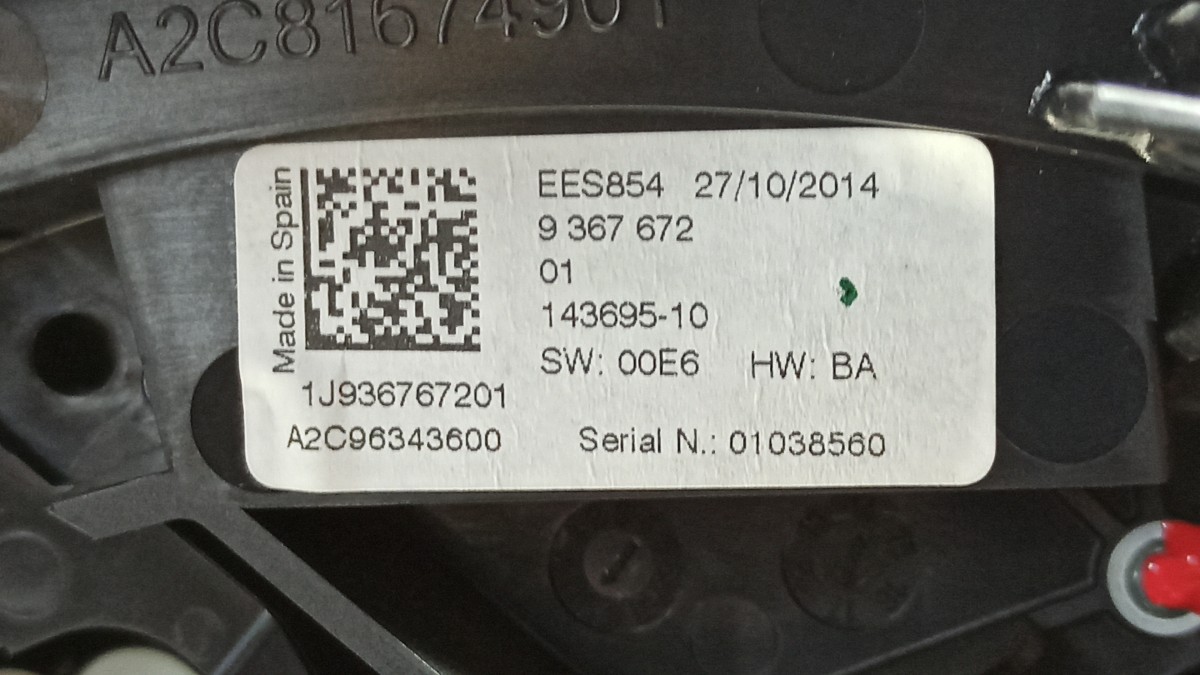 A2C81674901
Made in Spain
EES854 27/10/2014
9 367 672
01
143695-10
SW: 00E6 HW: BA
1J936767201
A2C96343600 Serial N.: 01038560